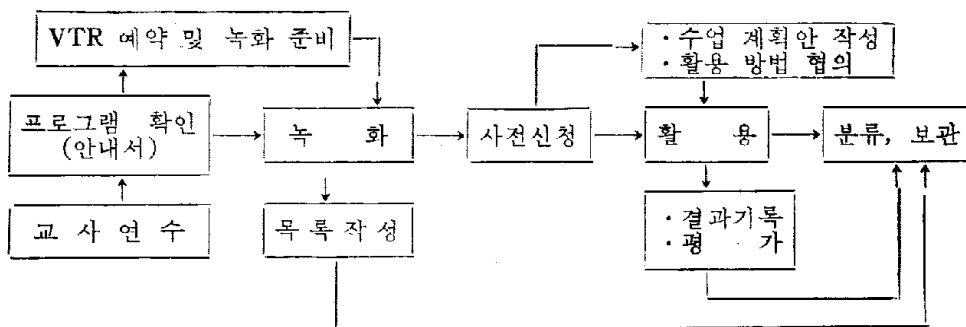 VTR 예약 및 녹화 준비
· 수업 계획안 작성
· 활용 방법 협의
프로그램 확인
(안내서)
녹 화
사전신청
활 용
분류, 보관
교 사 연 수
목 록 작 성
· 결과기록
· 평 가